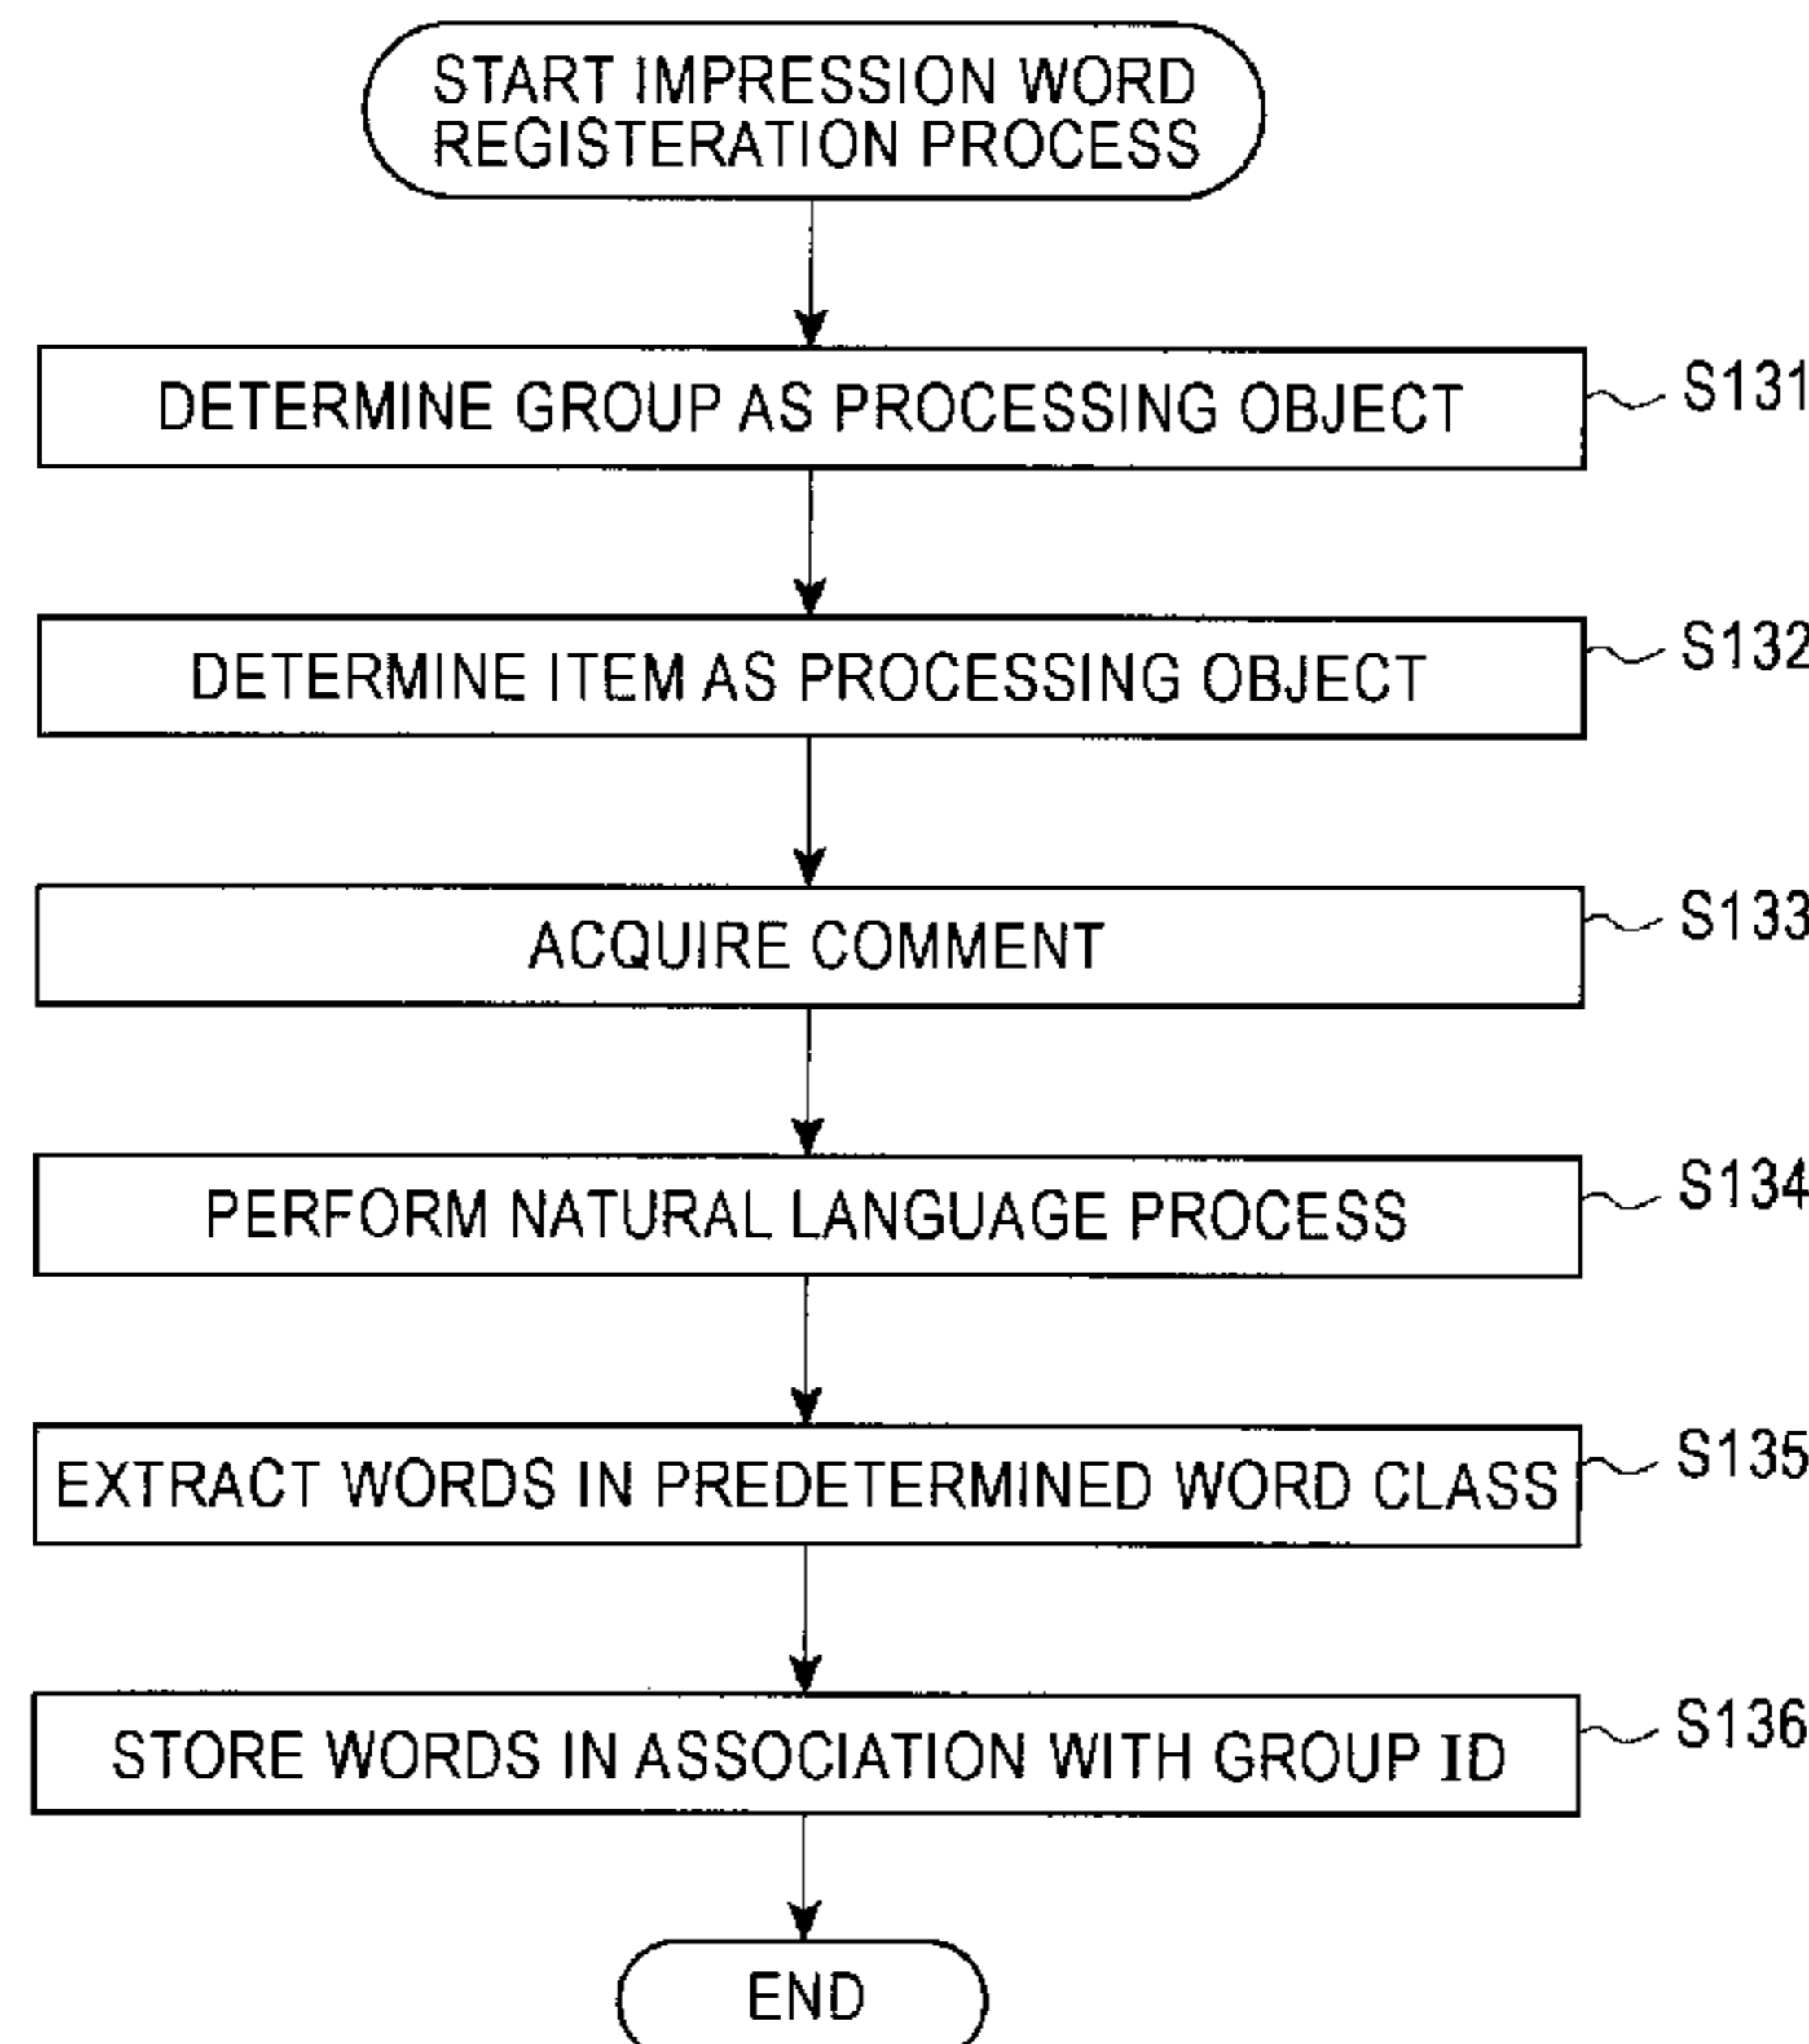 START IMPRESSION WORD
REGISTERATION PROCESS
DETERMINE GROUP AS PROCESSING OBJECT
S131
DETERMINE ITEM AS PROCESSING OBJECT
S132
ACQUIRE COMMENT
S133
PERFORM NATURAL LANGUAGE PROCESS
S134
EXTRACT WORDS IN PREDETERMINED WORD CLASS
S135
STORE WORDS IN ASSOCIATION WITH GROUP ID
S136
END